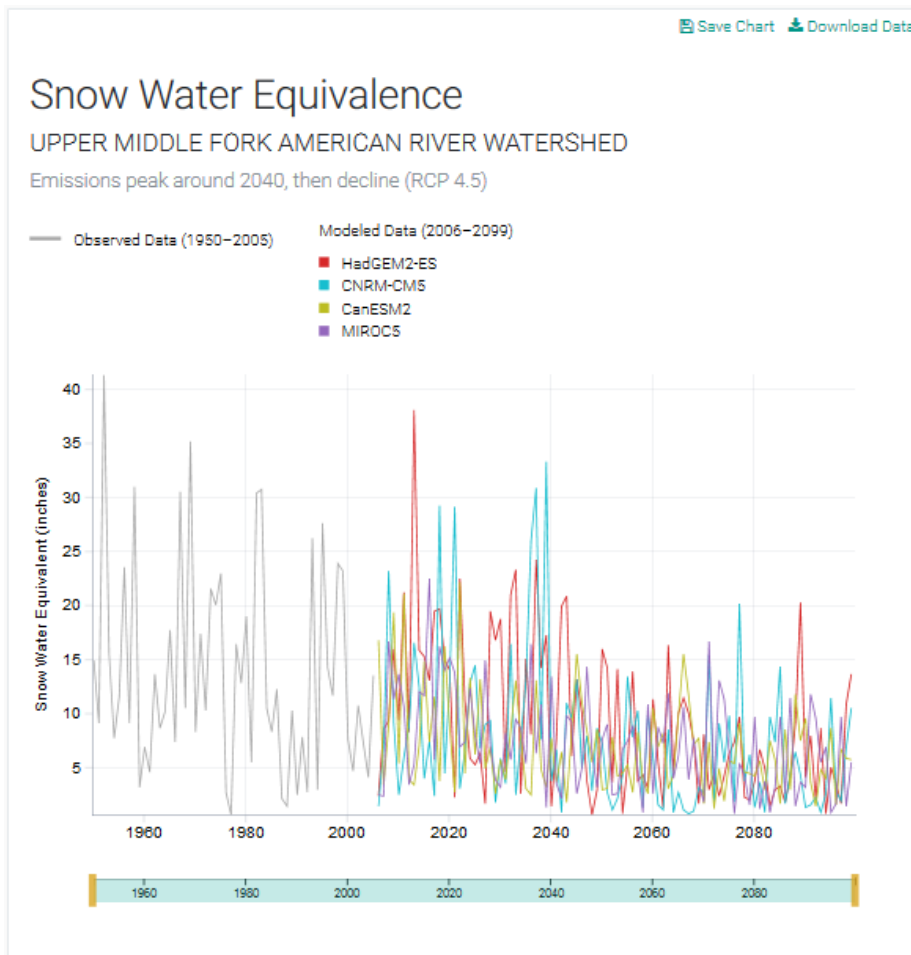 Save Chart Download Data
Snow Water Equivalence
UPPER MIDDLE FORK AMERICAN RIVER WATERSHED
Emissions peak around 2040, then decline (RCP 4.5)
Observed Data (1950–2005)
Modeled Data (2006–2099)
HadGEM2-ES
CNRM-CM5
CanESM2
MIROC5
Snow Water Equivalent (inches)
40
35
30
25
20
15
10
5
1960 1980 2000 2020 2040 2060 2080
1960 1980 2000 2020 2040 2060 2080